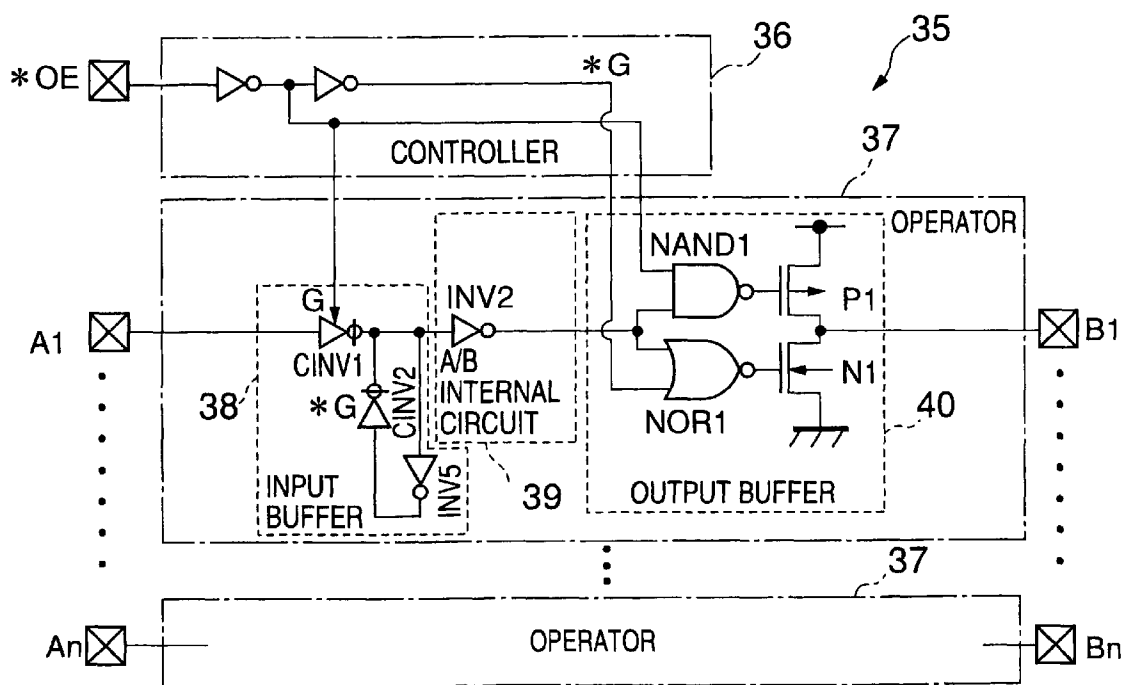 36
35
*OE
*G
CONTROLLER
37
OPERATOR
NAND1
G
INV2
P1
A1
B1
CINV1
A/B
INTERNAL
CIRCUIT
N1
38
*G
CINV2
NOR1
40
INV5
39
INPUT
BUFFER
OUTPUT BUFFER
37
An
OPERATOR
Bn